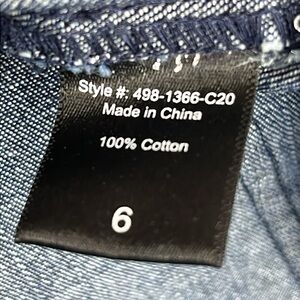 Style #: 498-1366-C20
Made in China
100% Cotton
6